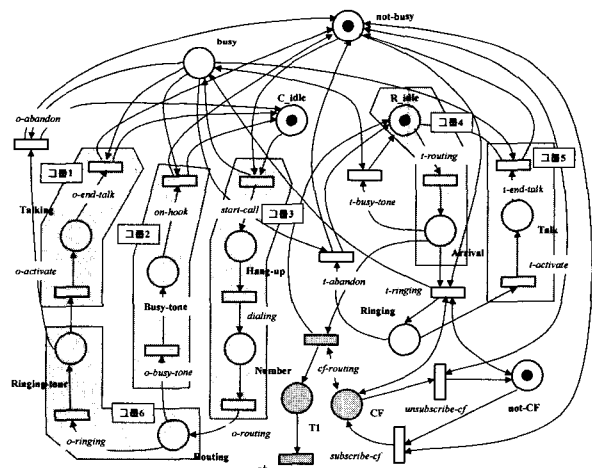 not-busy
busy
o-abandon
C_idle
R_idle
그룹4
그룹1
그룹5
t-routing
o-end-talk
t-end-talk
Talking
on-hook
start-call
그룹3
t-busy-tone
Talk
그룹2
Arrival
o-activate
Hang-up
t-abandon
t-activate
t-ringing
Busy-tone
Ringing
dialing
Number
cf-routing
Ringing-tone
o-busy-tone
not-CF
그룹6
T1
CF
unsubscribe-cf
o-ringing
Routing
o-routing
subscribe-cf